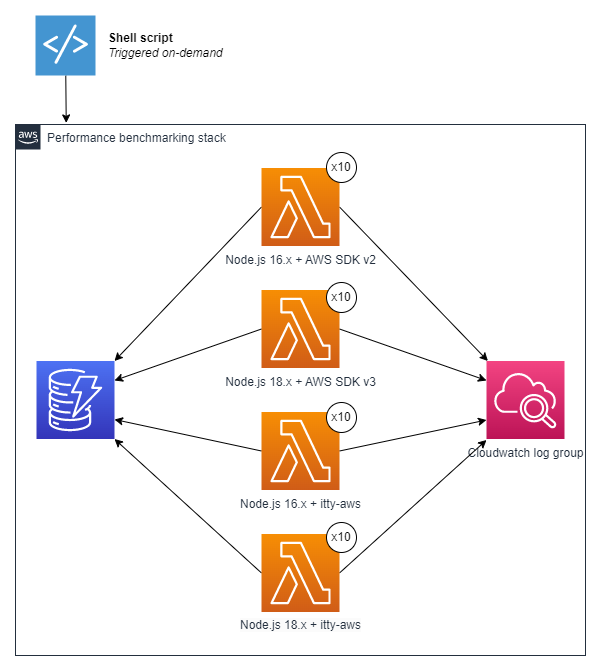 </>
Shell script
Triggered on-demand
aws
Performance benchmarking stack
x10
Node.js 16.x + AWS SDK v2
x10
Node.js 18.x + AWS SDK v3
x10
Node.js 16.x + itty-aws
Cloudwatch log group
x10
Node.js 18.x + itty-aws